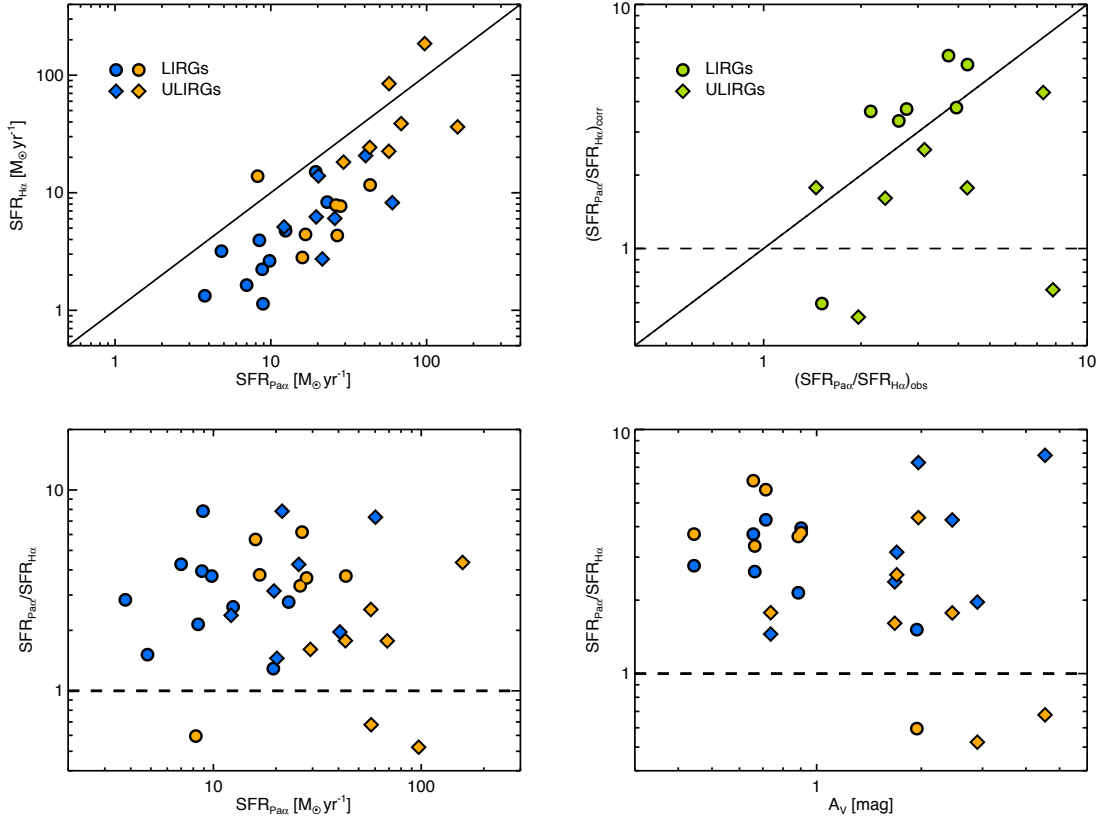 100
10
1
SFR_Hα [M⊙ yr⁻¹]
LIRGs
ULIRGs
1 10 100
SFR_Paα [M⊙ yr⁻¹]
10
1
(SFR_Paα/SFR_Hα)_corr
LIRGs
ULIRGs
1 10
(SFR_Paα/SFR_Hα)_obs
10
1
SFR_Paα/SFR_Hα
10 100
SFR_Paα [M⊙ yr⁻¹]
10
1
SFR_Paα/SFR_Hα
1
A_V [mag]